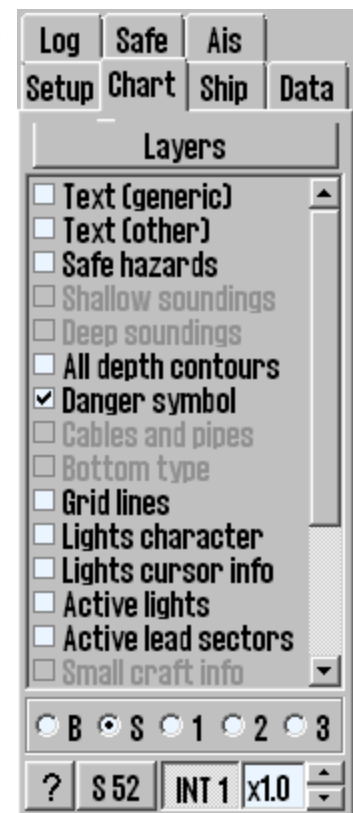 Log Safe Ais
Setup Chart Ship Data
Layers
Text (generic)
Text (other)
Safe hazards
Shallow soundings
Deep soundings
All depth contours
Danger symbol
Cables and pipes
Bottom type
Grid lines
Lights character
Lights cursor info
Active lights
Active lead sectors
Small craft info
B S 1 2 3
? S 52 INT 1 x1.0